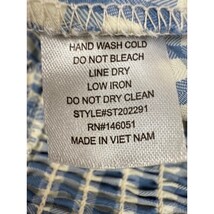 HAND WASH COLD
DO NOT BLEACH
LINE DRY
LOW IRON
DO NOT DRY CLEAN
STYLE#ST202291
RN#146051
MADE IN VIET NAM